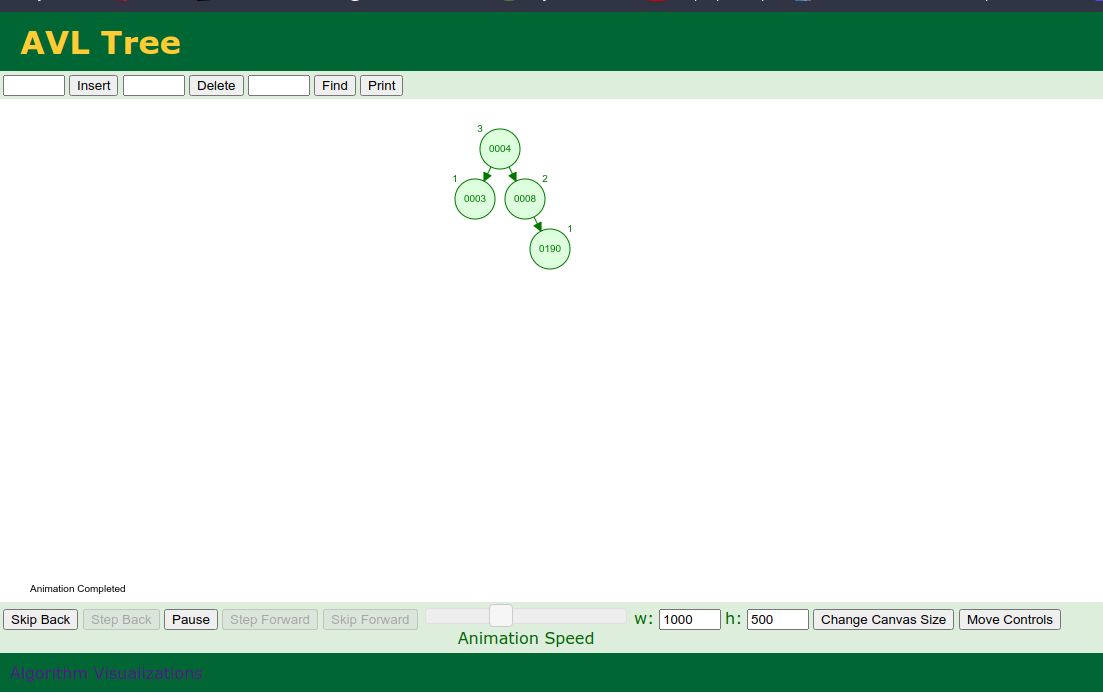 AVL Tree
Insert Delete Find Print
3
0004
1 2
0003 0008
1
0190
Animation Completed
Skip Back Step Back Pause Step Forward Skip Forward w: 1000 h: 500 Change Canvas Size Move Controls
Animation Speed
Algorithm Visualizations